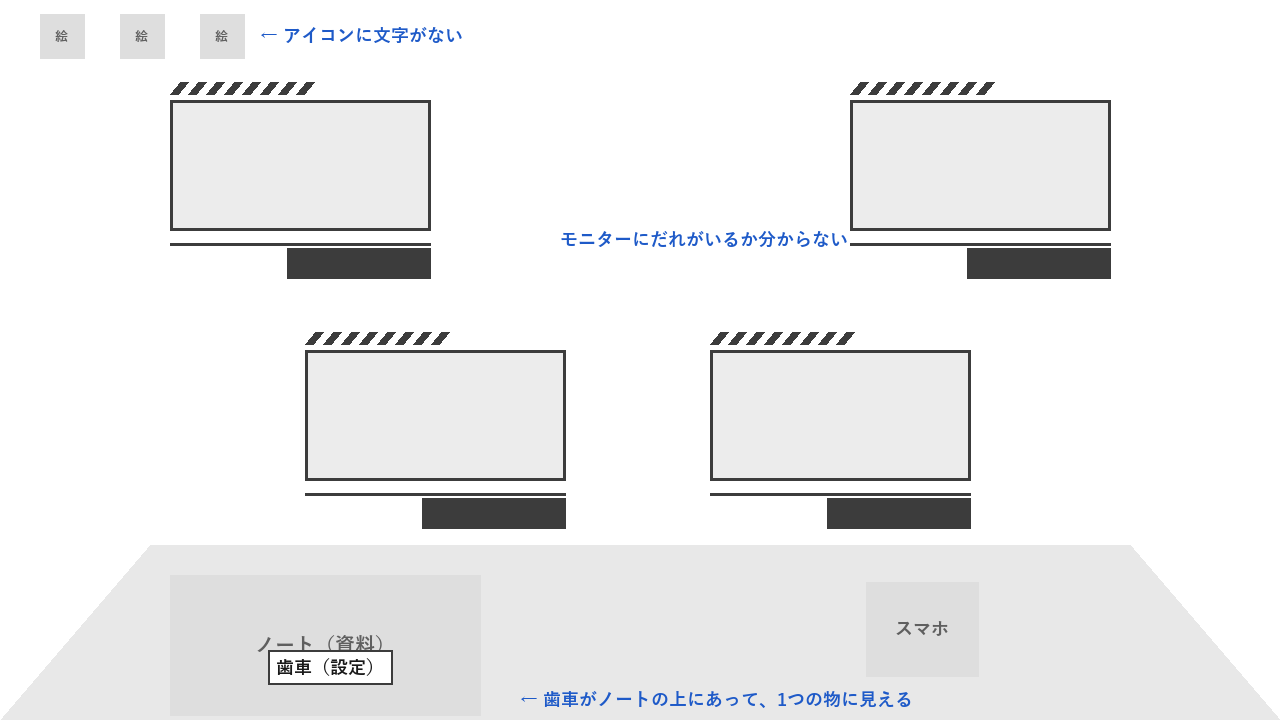 絵 絵 絵 ← アイコンに文字がない
モニターにだれがいるか分からない
ノート（資料）
歯車（設定）
スマホ
← 歯車がノートの上にあって、1つの物に見える